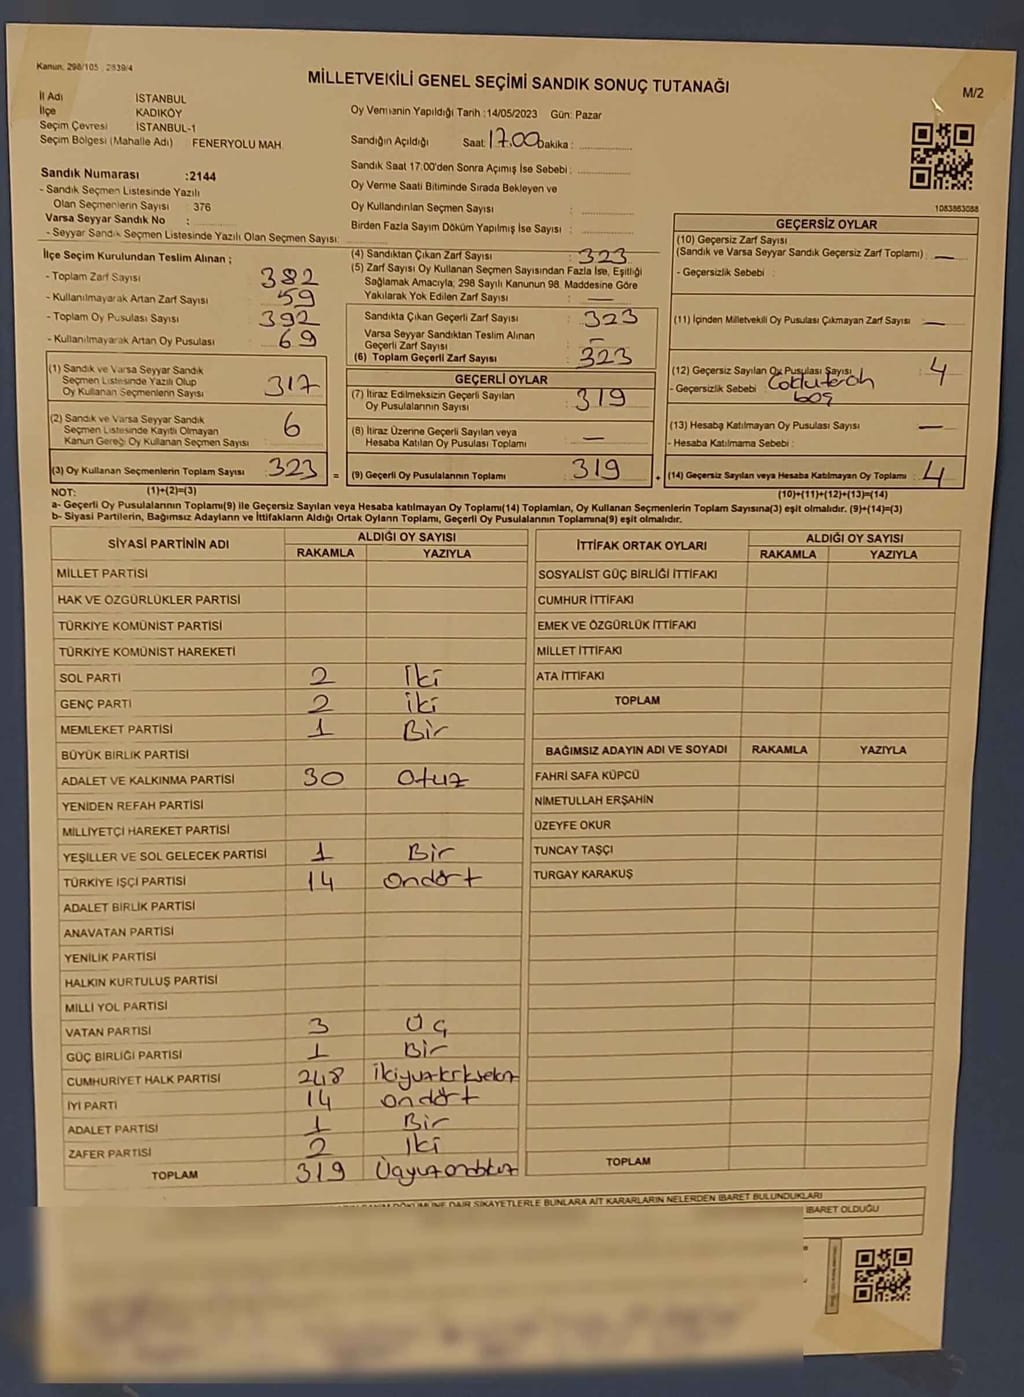 Kanun. 298/105 , 2839/4
MİLLETVEKİLİ GENEL SEÇİMİ SANDIK SONUÇ TUTANAĞI
M/2
İl Adı İSTANBUL
İlçe KADIKÖY
Seçim Çevresi İSTANBUL-1
Seçim Bölgesi (Mahalle Adı) FENERYOLU MAH.
Oy Vermenin Yapıldığı Tarih :14/05/2023 Gün: Pazar
Sandığın Açıldığı Saat: 17.00 Dakika :
Sandık Saat 17.00'den Sonra Açımış İse Sebebi :
Oy Verme Saati Bitiminde Sırada Bekleyen ve
Oy Kullandırılan Seçmen Sayısı :
Birden Fazla Sayım Döküm Yapılmış İse Sayısı :
Sandık Numarası :2144
- Sandık Seçmen Listesinde Yazılı
Olan Seçmenlerin Sayısı : 376
Varsa Seyyar Sandık No :
- Seyyar Sandık Seçmen Listesinde Yazılı Olan Seçmen Sayısı:
1083863088
İlçe Seçim Kurulundan Teslim Alınan ;
- Toplam Zarf Sayısı : 382
- Kullanılmayarak Artan Zarf Sayısı : 59
- Toplam Oy Pusulası Sayısı : 392
- Kullanılmayarak Artan Oy Pusulası : 69
(4) Sandıktan Çıkan Zarf Sayısı : 323
(5) Zarf Sayısı Oy Kullanan Seçmen Sayısından Fazla İse, Eşitliği
Sağlamak Amacıyla, 298 Sayılı Kanunun 98. Maddesine Göre
Yakılarak Yok Edilen Zarf Sayısı : —
Sandıkta Çıkan Geçerli Zarf Sayısı : 323
Varsa Seyyar Sandıktan Teslim Alınan
Geçerli Zarf Sayısı : —
(6) Toplam Geçerli Zarf Sayısı : 323
GEÇERSİZ OYLAR
(10) Geçersiz Zarf Sayısı
(Sandık ve Varsa Seyyar Sandık Geçersiz Zarf Toplamı) : —
- Geçersizlik Sebebi :
(11) İçinden Milletvekili Oy Pusulası Çıkmayan Zarf Sayısı : —
(12) Geçersiz Sayılan Oy Pusulası Sayısı : 4
- Geçersizlik Sebebi :
boş
(13) Hesaba Katılmayan Oy Pusulası Sayısı : —
- Hesaba Katılmama Sebebi :
(1) Sandık ve Varsa Seyyar Sandık
Seçmen Listesinde Yazılı Olup
Oy Kullanan Seçmenlerin Sayısı : 317
(2) Sandık ve Varsa Seyyar Sandık
Seçmen Listesinde Kayıtlı Olmayan
Kanun Gereği Oy Kullanan Seçmen Sayısı : 6
(3) Oy Kullanan Seçmenlerin Toplam Sayısı : 323 =
GEÇERLİ OYLAR
(7) İtiraz Edilmeksizin Geçerli Sayılan
Oy Pusulalarının Sayısı : 319
(8) İtiraz Üzerine Geçerli Sayılan veya
Hesaba Katılan Oy Pusulası Toplamı : —
(9) Geçerli Oy Pusulalarının Toplamı : 319 +
(14) Geçersiz Sayılan veya Hesaba Katılmayan Oy Toplamı : 4
NOT: (1)+(2)=(3)
(10)+(11)+(12)+(13)=(14)
a- Geçerli Oy Pusulalarının Toplamı(9) ile Geçersiz Sayılan veya Hesaba katılmayan Oy Toplamı(14) Toplamları, Oy Kullanan Seçmenlerin Toplam Sayısına(3) eşit olmalıdır. (9)+(14)=(3)
b- Siyasi Partilerin, Bağımsız Adayların ve İttifakların Aldığı Ortak Oyların Toplamı, Geçerli Oy Pusulalarının Toplamına(9) eşit olmalıdır.
SİYASİ PARTİNİN ADI ALDIĞI OY SAYISI
RAKAMLA YAZIYLA
MİLLET PARTİSİ
HAK VE ÖZGÜRLÜKLER PARTİSİ
TÜRKİYE KOMÜNİST PARTİSİ
TÜRKİYE KOMÜNİST HAREKETİ
SOL PARTİ 2 İki
GENÇ PARTİ 2 iki
MEMLEKET PARTİSİ 1 Bir
BÜYÜK BİRLİK PARTİSİ
ADALET VE KALKINMA PARTİSİ 30 Otuz
YENİDEN REFAH PARTİSİ
MİLLİYETÇİ HAREKET PARTİSİ
YEŞİLLER VE SOL GELECEK PARTİSİ 1 Bir
TÜRKİYE İŞÇİ PARTİSİ 14 ondört
ADALET BİRLİK PARTİSİ
ANAVATAN PARTİSİ
YENİLİK PARTİSİ
HALKIN KURTULUŞ PARTİSİ
MİLLİ YOL PARTİSİ
VATAN PARTİSİ 3 Üç
GÜÇ BİRLİĞİ PARTİSİ 1 Bir
CUMHURİYET HALK PARTİSİ 248 İkiyüzkırksekiz
İYİ PARTİ 14 ondört
ADALET PARTİSİ 1 Bir
ZAFER PARTİSİ 2 İki
TOPLAM 319 Üçyüzondokuz
İTTİFAK ORTAK OYLARI ALDIĞI OY SAYISI
RAKAMLA YAZIYLA
SOSYALİST GÜÇ BİRLİĞİ İTTİFAKI
CUMHUR İTTİFAKI
EMEK VE ÖZGÜRLÜK İTTİFAKI
MİLLET İTTİFAKI
ATA İTTİFAKI
TOPLAM
BAĞIMSIZ ADAYIN ADI VE SOYADI RAKAMLA YAZIYLA
FAHRİ SAFA KÜPCÜ
NİMETULLAH ERŞAHİN
ÜZEYFE OKUR
TUNCAY TAŞÇI
TURGAY KARAKUŞ
TOPLAM
DÖKÜMÜNE DAİR ŞİKAYETLERLE BUNLARA AİT KARARLARIN NELERDEN İBARET BULUNDUKLARI
İBARET OLDUĞU